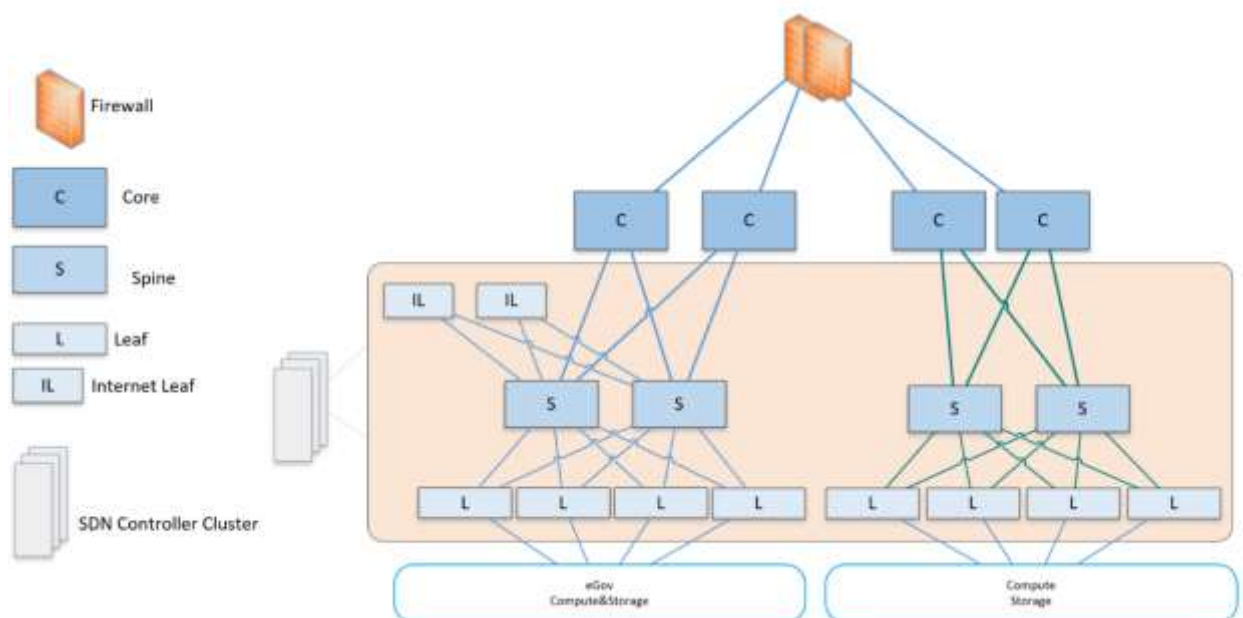 Firewall
C
Core
S
Spine
L
Leaf
IL
Internet Leaf
SDN Controller Cluster
C
C
C
C
IL
IL
S
S
S
S
L
L
L
L
L
L
L
L
eGov
Compute&Storage
Compute
Storage